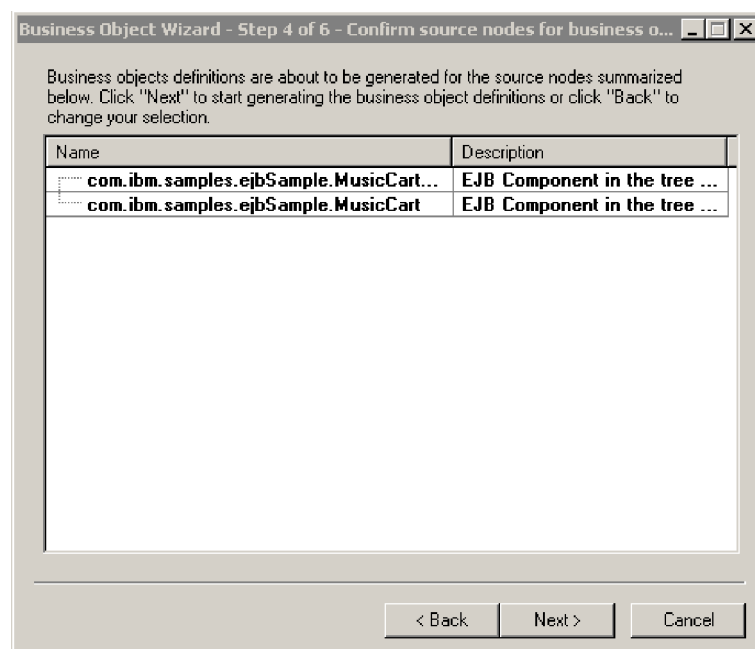 Business Object Wizard - Step 4 of 6 - Confirm source nodes for business o...
Business objects definitions are about to be generated for the source nodes summarized
below. Click "Next" to start generating the business object definitions or click "Back" to
change your selection.
Name Description
com.ibm.samples.ejbSample.MusicCart... EJB Component in the tree ...
com.ibm.samples.ejbSample.MusicCart EJB Component in the tree ...
< Back Next > Cancel